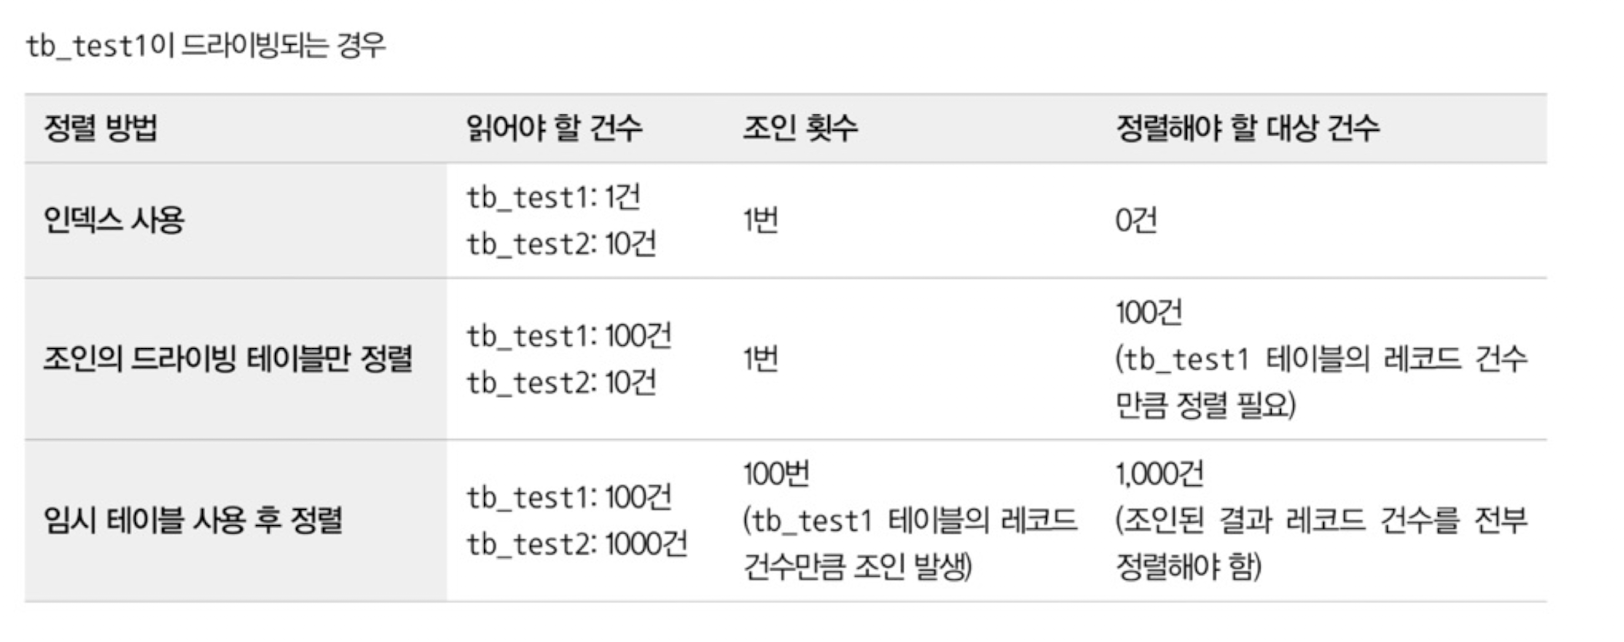 tb_test1이 드라이빙되는 경우
정렬 방법 읽어야 할 건수 조인 횟수 정렬해야 할 대상 건수
인덱스 사용
tb_test1: 1건
tb_test2: 10건
1번
0건
조인의 드라이빙 테이블만 정렬
tb_test1: 100건
tb_test2: 10건
1번
100건
(tb_test1 테이블의 레코드 건수
만큼 정렬 필요)
임시 테이블 사용 후 정렬
tb_test1: 100건
tb_test2: 1000건
100번
(tb_test1 테이블의 레코드
건수만큼 조인 발생)
1,000건
(조인된 결과 레코드 건수를 전부
정렬해야 함)